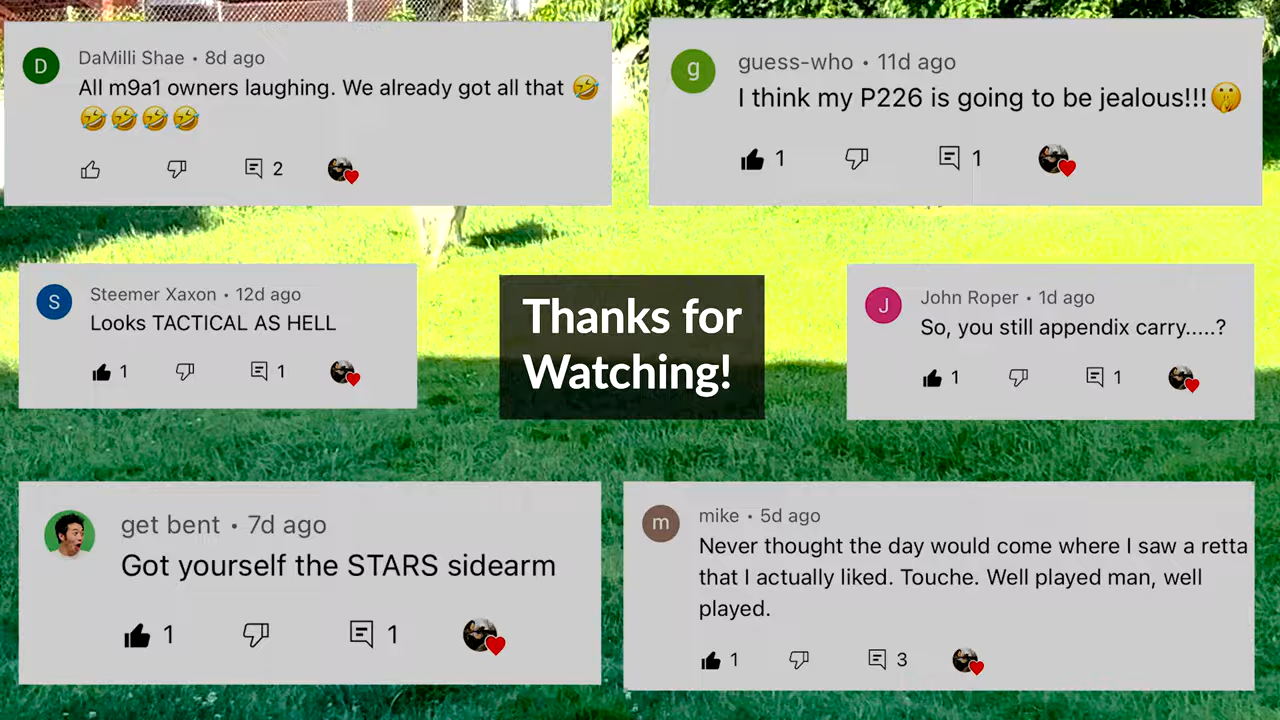 DaMilli Shae • 8d ago
All m9a1 owners laughing. We already got all that 🤣
🤣🤣🤣🤣
2
guess-who • 11d ago
I think my P226 is going to be jealous!!!🤫
1 1
Steemer Xaxon • 12d ago
Looks TACTICAL AS HELL
1 1
Thanks for
Watching!
John Roper • 1d ago
So, you still appendix carry.....?
1 1
get bent • 7d ago
Got yourself the STARS sidearm
1 1
mike • 5d ago
Never thought the day would come where I saw a retta
that I actually liked. Touche. Well played man, well
played.
1 3
D
g
S
J
m